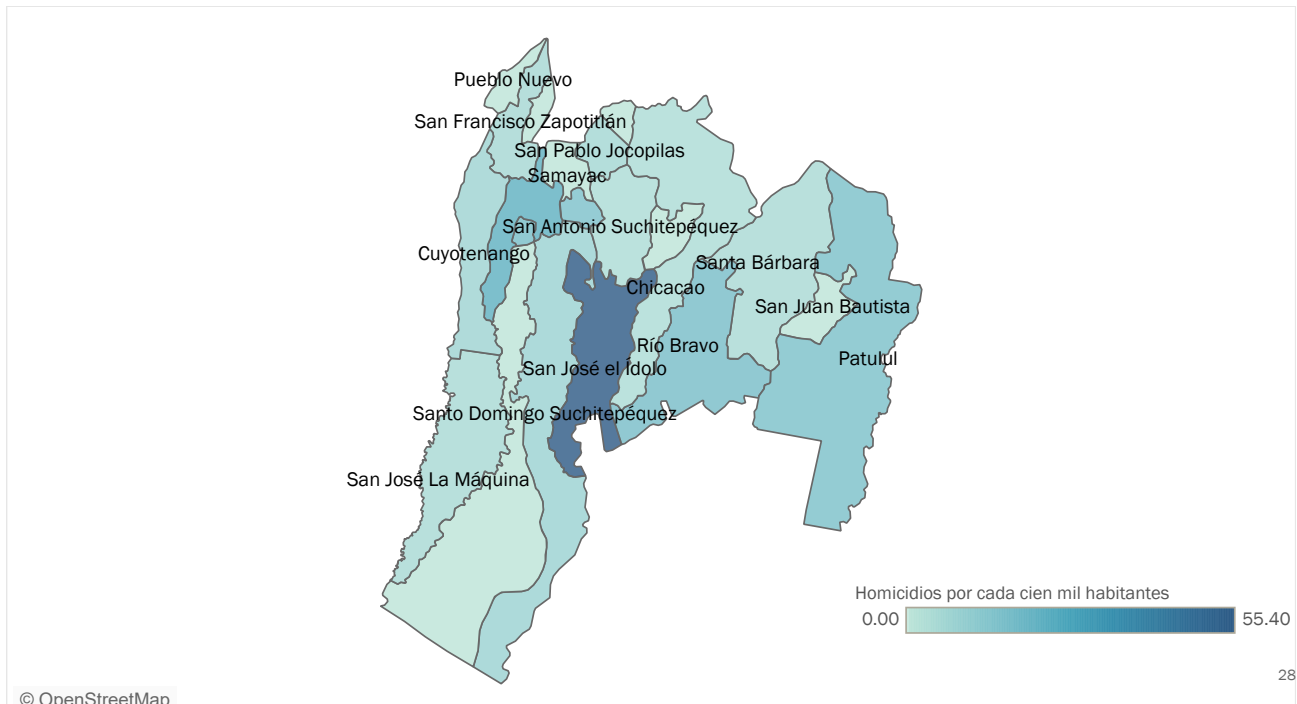 Pueblo Nuevo
San Francisco Zapotitlán
San Pablo Jocopilas
Samayac
San Antonio Suchitepéquez
Cuyotenango
Santa Bárbara
Chicacao
San Juan Bautista
Río Bravo
Patulul
San José el Ídolo
Santo Domingo Suchitepéquez
San José La Máquina
Homicidios por cada cien mil habitantes
0.00 55.40
28
© OpenStreetMap